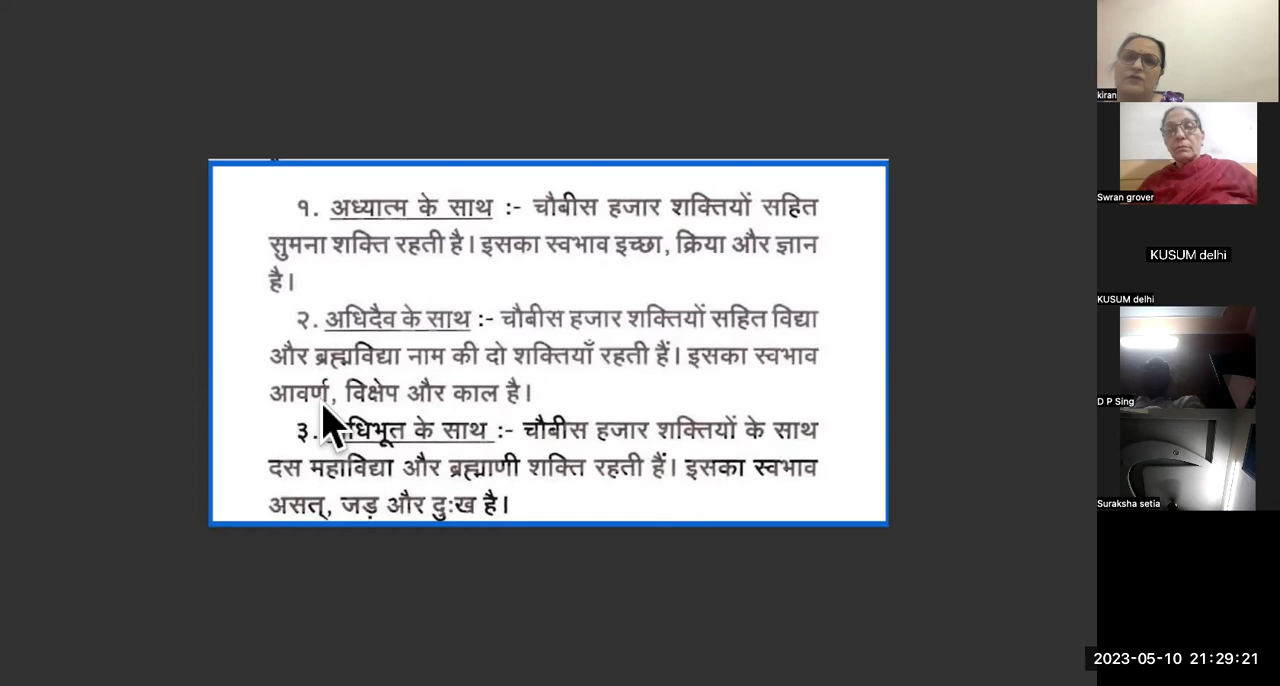 १. अध्यात्म के साथ :- चौबीस हजार शक्तियों सहित
सुमना शक्ति रहती है। इसका स्वभाव इच्छा, क्रिया और ज्ञान
है।
२. अधिदैव के साथ :- चौबीस हजार शक्तियों सहित विद्या
और ब्रह्मविद्या नाम की दो शक्तियाँ रहती हैं। इसका स्वभाव
आवर्ण, विक्षेप और काल है।
३. धिभूत के साथ :- चौबीस हजार शक्तियों के साथ
दस महाविद्या और ब्रह्माणी शक्ति रहती हैं। इसका स्वभाव
असत्, जड़ और दुःख है।
kiran
Swran grover
KUSUM delhi
KUSUM delhi
D P Sing
Suraksha setia
2023-05-10 21:29:21